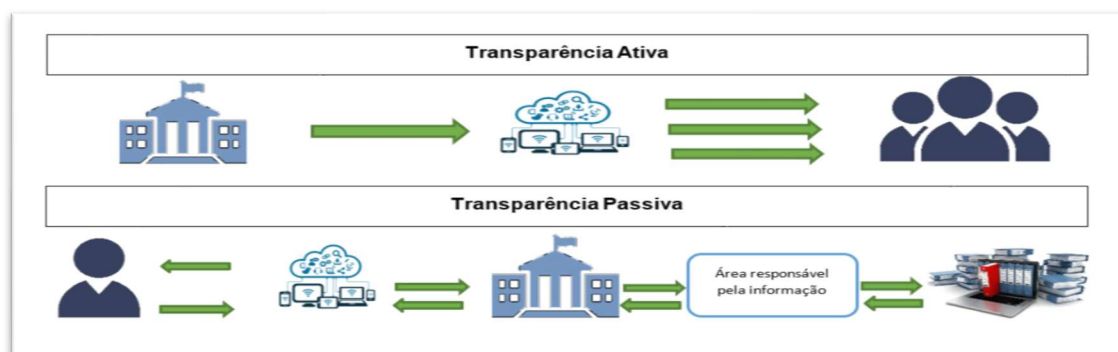 Transparência Ativa
Transparência Passiva
Área responsável
pela informação